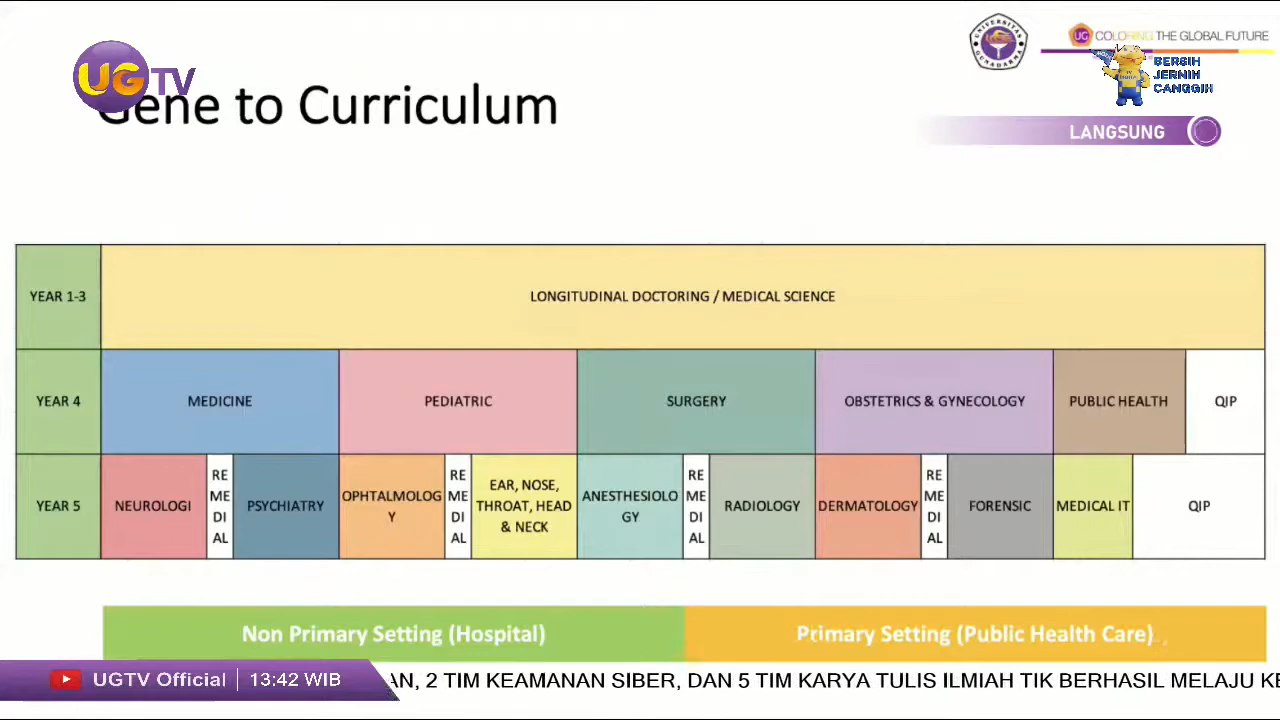 UGTV
UNIVERSITAS GUNADARMA
UG COLORING THE GLOBAL FUTURE
BERSIH
JERNIH
CANGGIH
Gene to Curriculum
LANGSUNG
YEAR 1-3
LONGITUDINAL DOCTORING / MEDICAL SCIENCE
YEAR 4
MEDICINE
PEDIATRIC
SURGERY
OBSTETRICS & GYNECOLOGY
PUBLIC HEALTH
QIP
YEAR 5
NEUROLOGI
RE
ME
DI
AL
PSYCHIATRY
OPHTALMOLOG
Y
RE
ME
DI
AL
EAR, NOSE,
THROAT, HEAD
& NECK
ANESTHESIOLO
GY
RE
ME
DI
AL
RADIOLOGY
DERMATOLOGY
RE
ME
DI
AL
FORENSIC
MEDICAL IT
QIP
Non Primary Setting (Hospital)
Primary Setting (Public Health Care)
UGTV Official
13:42 WIB
AN, 2 TIM KEAMANAN SIBER, DAN 5 TIM KARYA TULIS ILMIAH TIK BERHASIL MELAJU KE